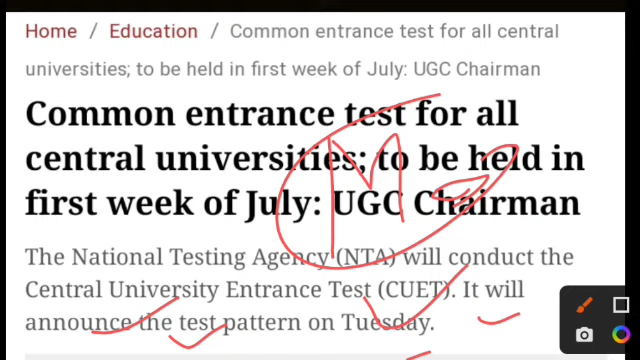 Home / Education / Common entrance test for all central
universities; to be held in first week of July: UGC Chairman
Common entrance test for all
central universities; to be held in
first week of July: UGC Chairman
The National Testing Agency (NTA) will conduct the
Central University Entrance Test (CUET). It will
announce the test pattern on Tuesday.